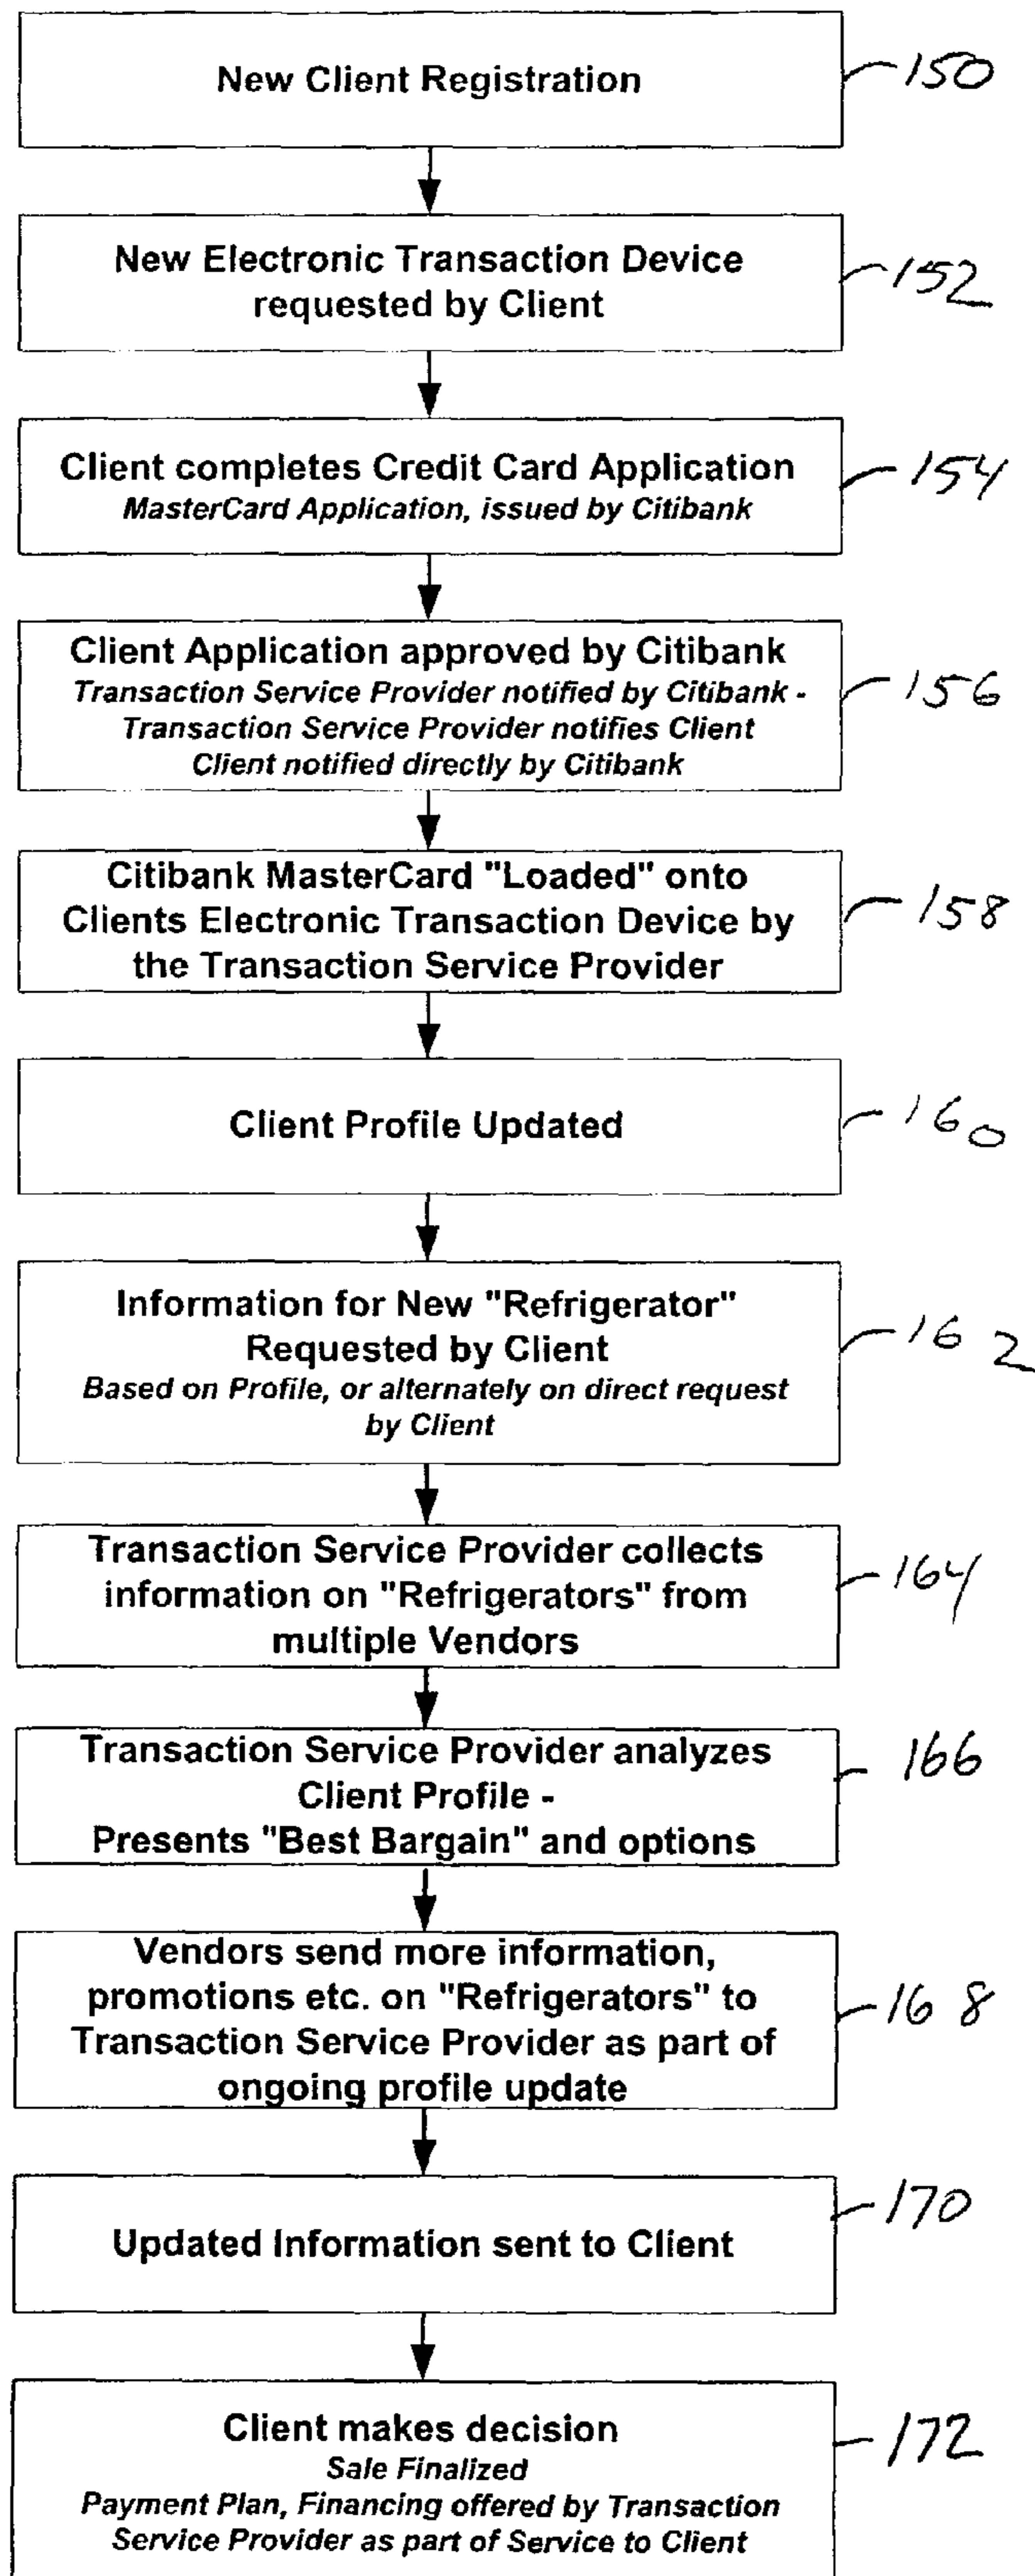 New Client Registration
150
New Electronic Transaction Device
requested by Client
152
Client completes Credit Card Application
MasterCard Application, issued by Citibank
154
Client Application approved by Citibank
Transaction Service Provider notified by Citibank -
Transaction Service Provider notifies Client
Client notified directly by Citibank
156
Citibank MasterCard "Loaded" onto
Clients Electronic Transaction Device by
the Transaction Service Provider
158
Client Profile Updated
160
Information for New "Refrigerator"
Requested by Client
Based on Profile, or alternately on direct request
by Client
162
Transaction Service Provider collects
information on "Refrigerators" from
multiple Vendors
164
Transaction Service Provider analyzes
Client Profile -
Presents "Best Bargain" and options
166
Vendors send more information,
promotions etc. on "Refrigerators" to
Transaction Service Provider as part of
ongoing profile update
168
Updated Information sent to Client
170
Client makes decision
Sale Finalized
Payment Plan, Financing offered by Transaction
Service Provider as part of Service to Client
172